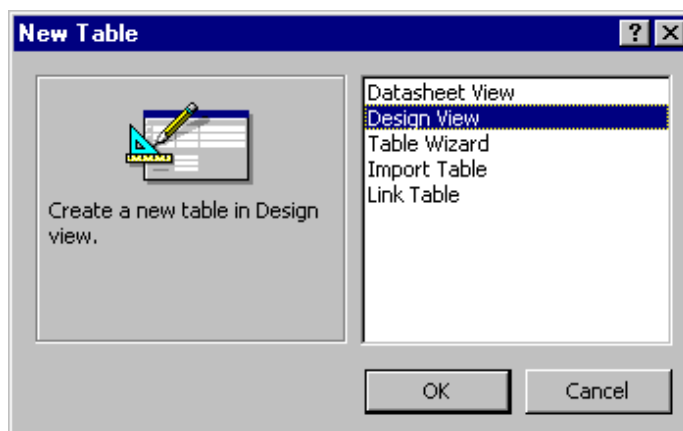 New Table
Create a new table in Design
view.
Datasheet View
Design View
Table Wizard
Import Table
Link Table
OK
Cancel